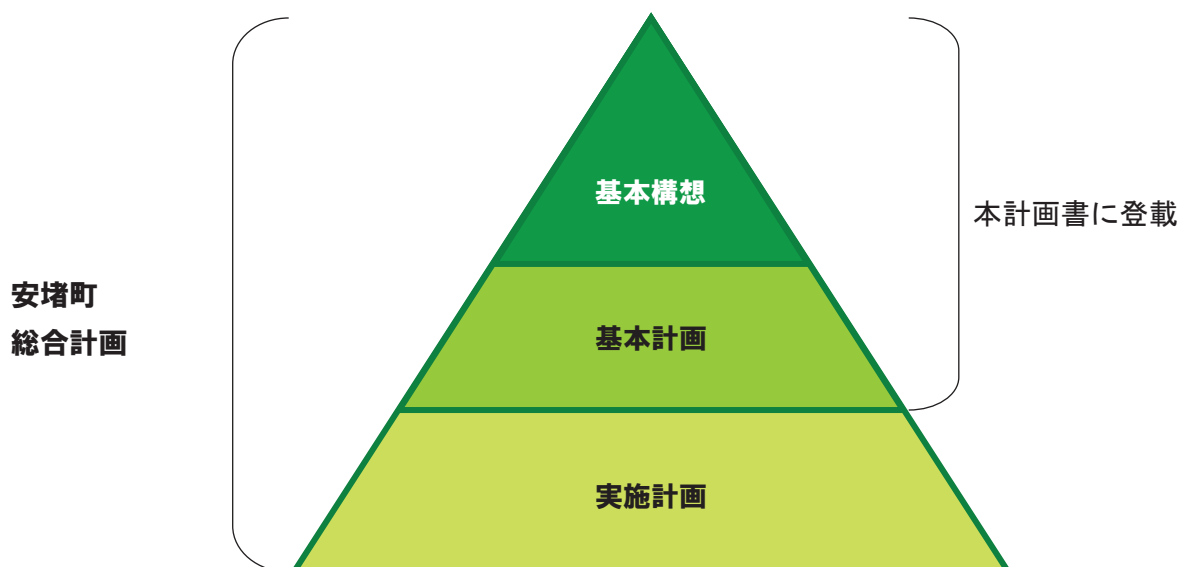 基本構想
本計画書に登載
安堵町
総合計画
基本計画
実施計画